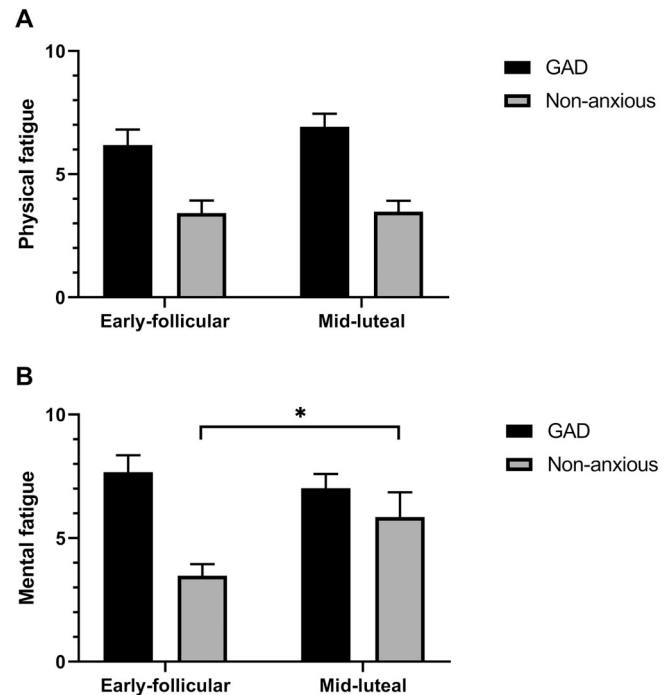 A
10
5
0
Physical fatigue
Early-follicular
Mid-luteal
GAD
Non-anxious
B
*
10
5
0
Mental fatigue
Early-follicular
Mid-luteal
GAD
Non-anxious